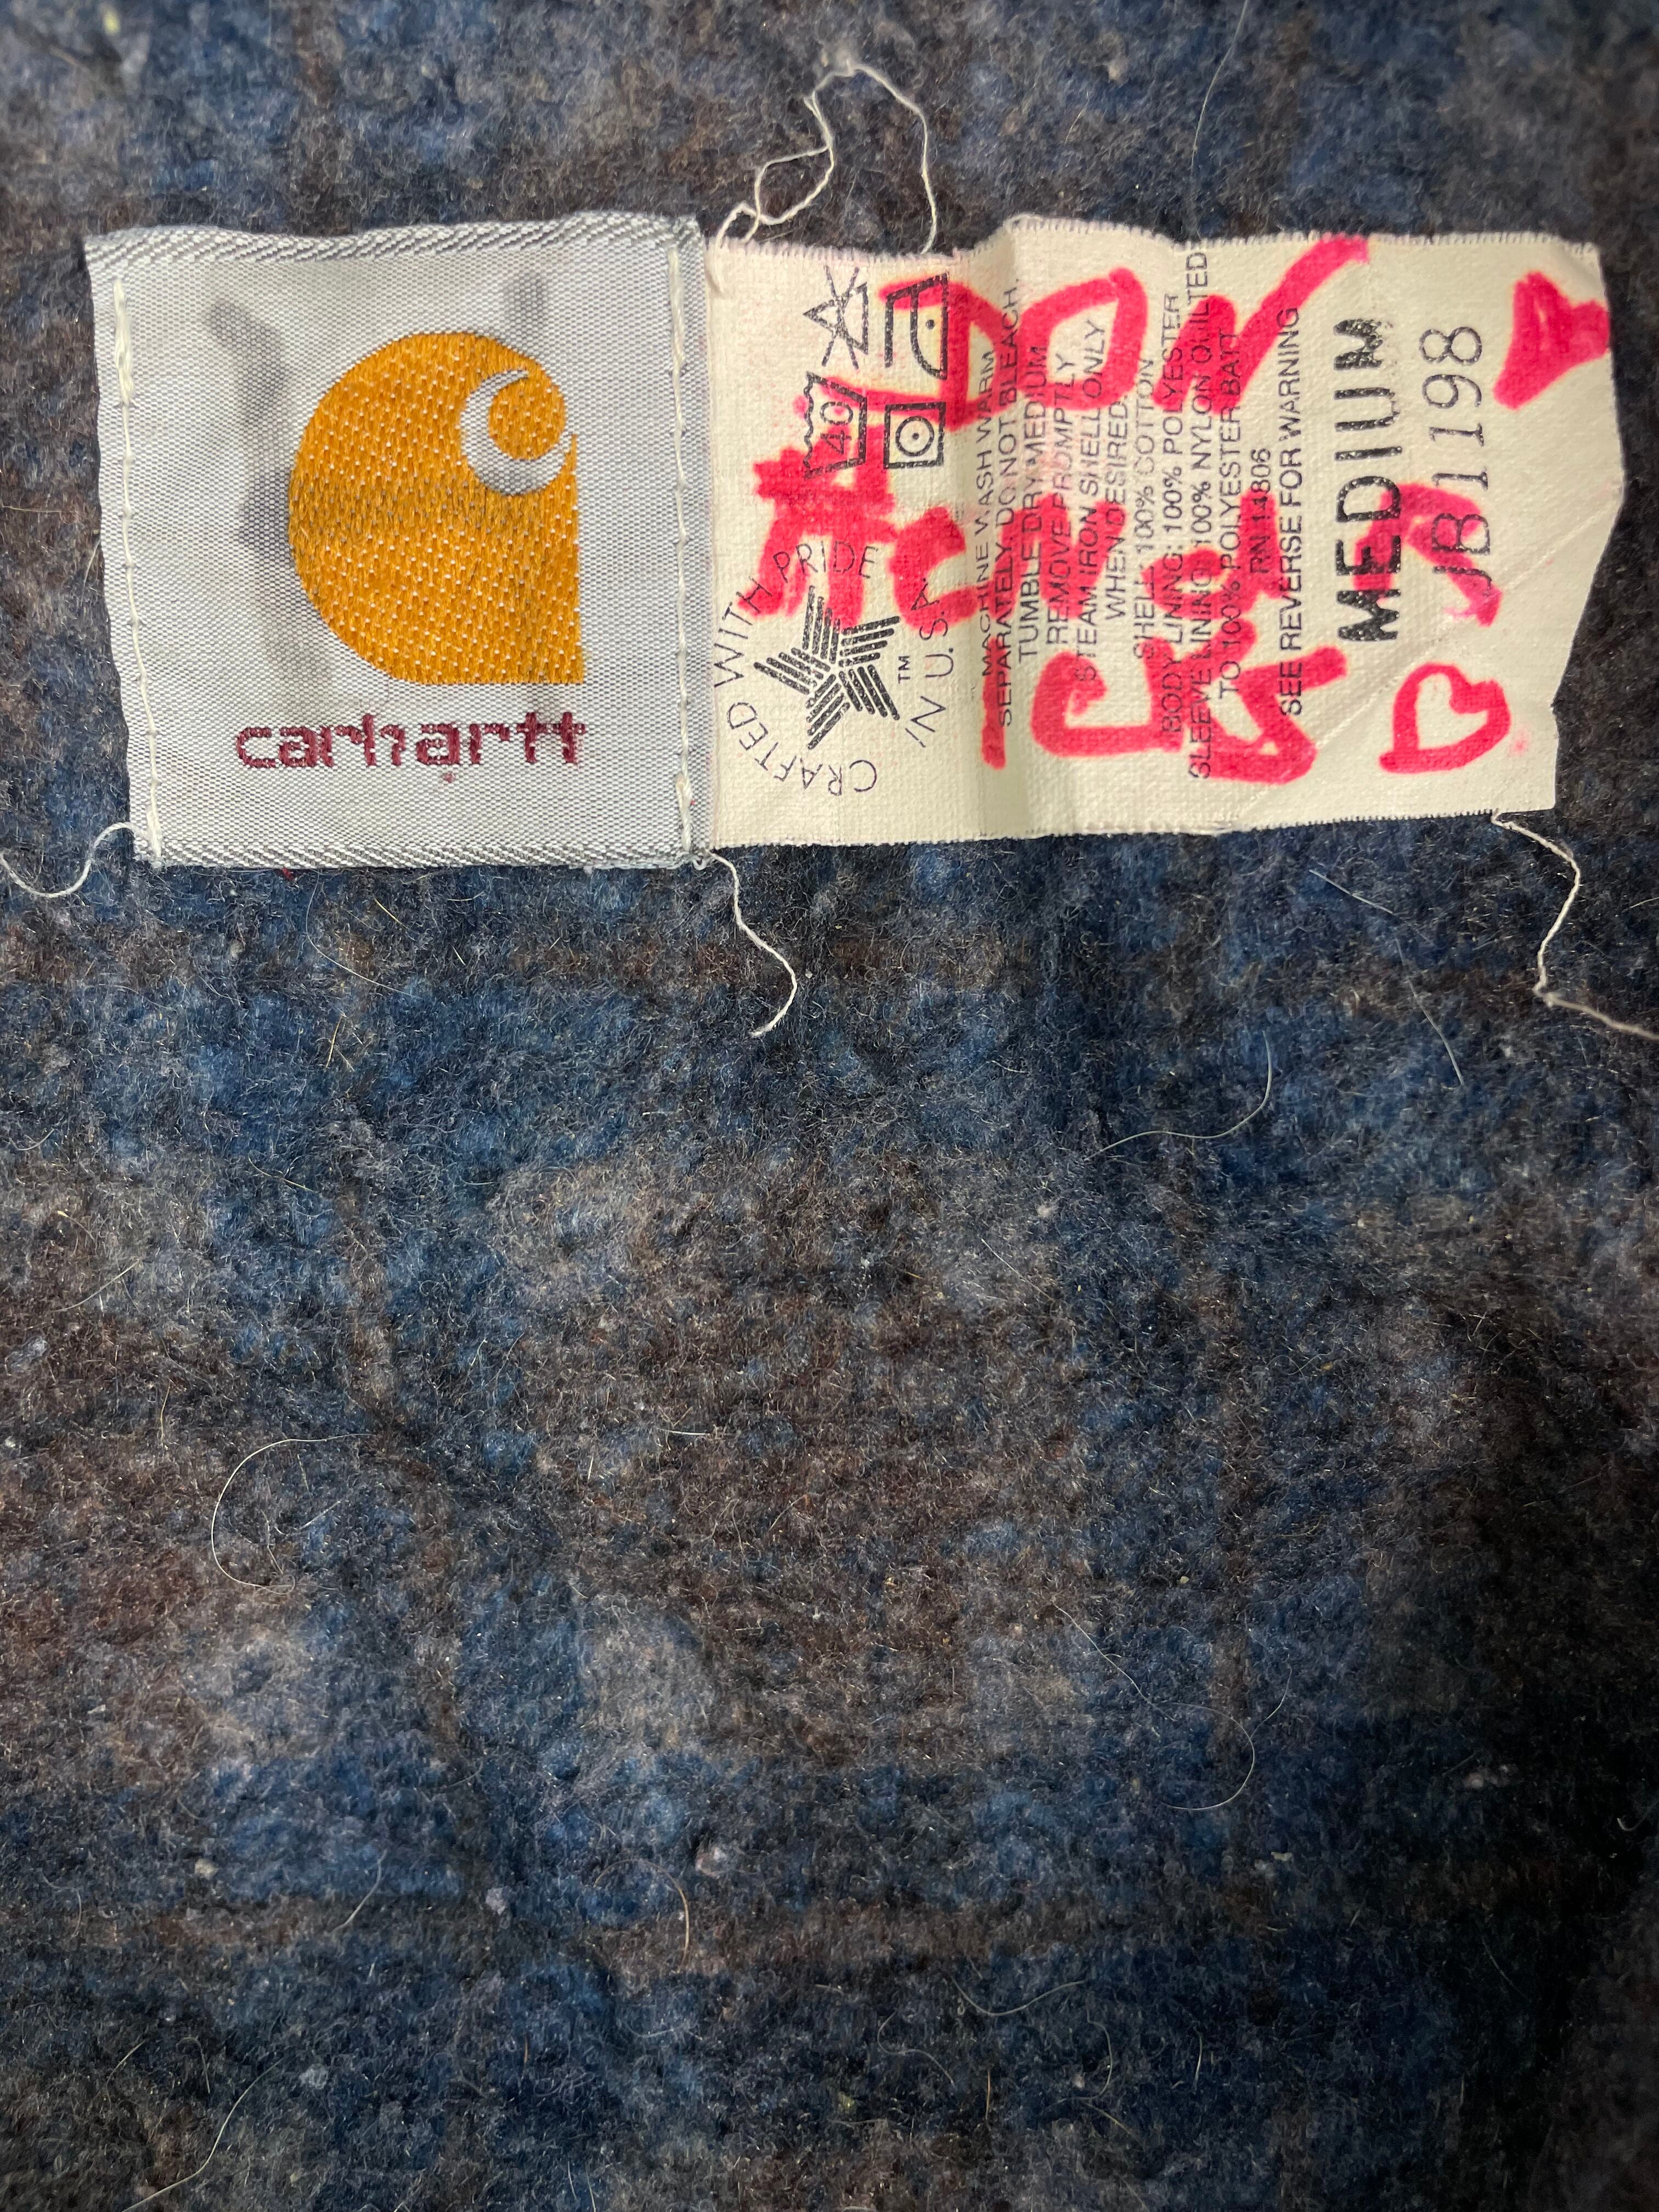 carhartt
40
CRAFTED WITH PRIDE
IN U.S.A.
TM
MACHINE WASH WARM
SEPARATELY. DO NOT BLEACH.
TUMBLE DRY MEDIUM
REMOVE PROMPTLY
STEAM IRON SHELL ONLY
WHEN DESIRED.
SHELL: 100% COTTON
BODY LINING: 100% POLYESTER
SLEEVE LINING: 100% NYLON QUILTED
TO 100% POLYESTER BATT
RN 14806
SEE REVERSE FOR WARNING
MEDIUM
JB1198